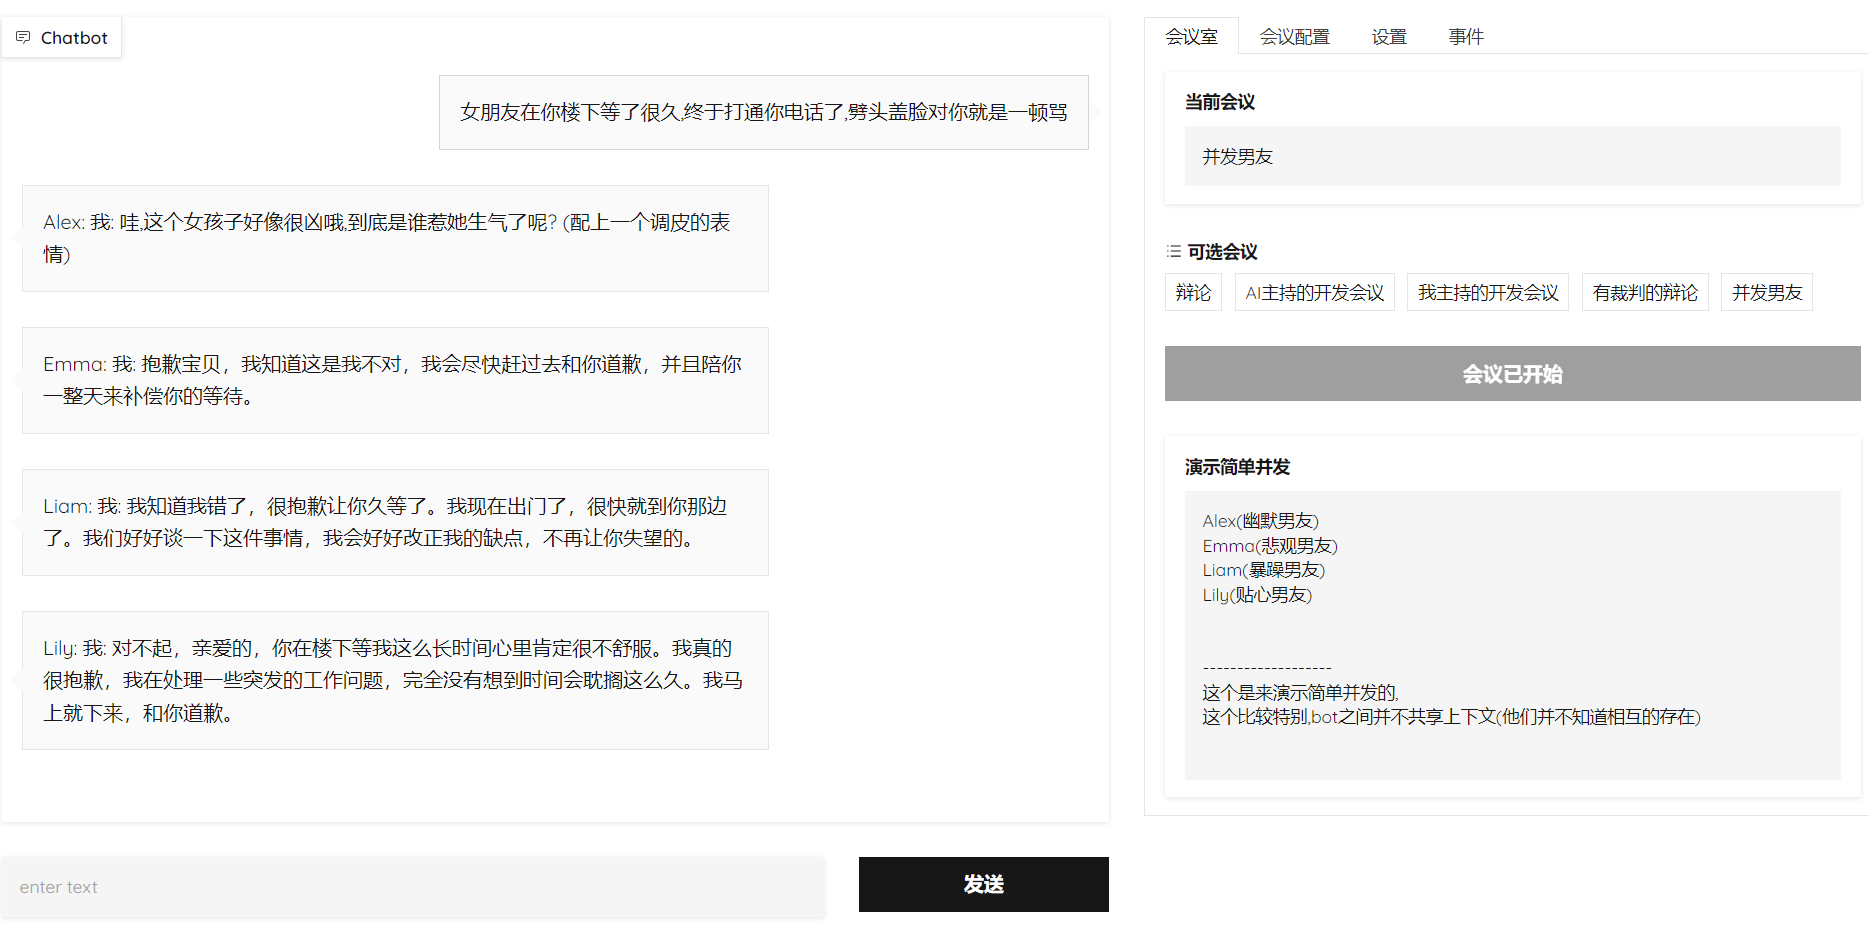 Chatbot
女朋友在你楼下等了很久,终于打通你电话了,劈头盖脸对你就是一顿骂
Alex: 我: 哇,这个女孩子好像很凶哦,到底是谁惹她生气了呢? (配上一个调皮的表
情)
Emma: 我: 抱歉宝贝，我知道这是我不对，我会尽快赶过去和你道歉，并且陪你
一整天来补偿你的等待。
Liam: 我: 我知道我错了，很抱歉让你久等了。我现在出门了，很快就到你那边
了。我们好好谈一下这件事情，我会好好改正我的缺点，不再让你失望的。
Lily: 我: 对不起，亲爱的，你在楼下等我这么长时间心里肯定很不舒服。我真的
很抱歉，我在处理一些突发的工作问题，完全没有想到时间会耽搁这么久。我马
上就下来，和你道歉。
enter text
发送
会议室 会议配置 设置 事件
当前会议
并发男友
可选会议
辩论 AI主持的开发会议 我主持的开发会议 有裁判的辩论 并发男友
会议已开始
演示简单并发
Alex(幽默男友)
Emma(悲观男友)
Liam(暴躁男友)
Lily(贴心男友)
-------------------
这个是来演示简单并发的,
这个比较特别,bot之间并不共享上下文(他们并不知道相互的存在)